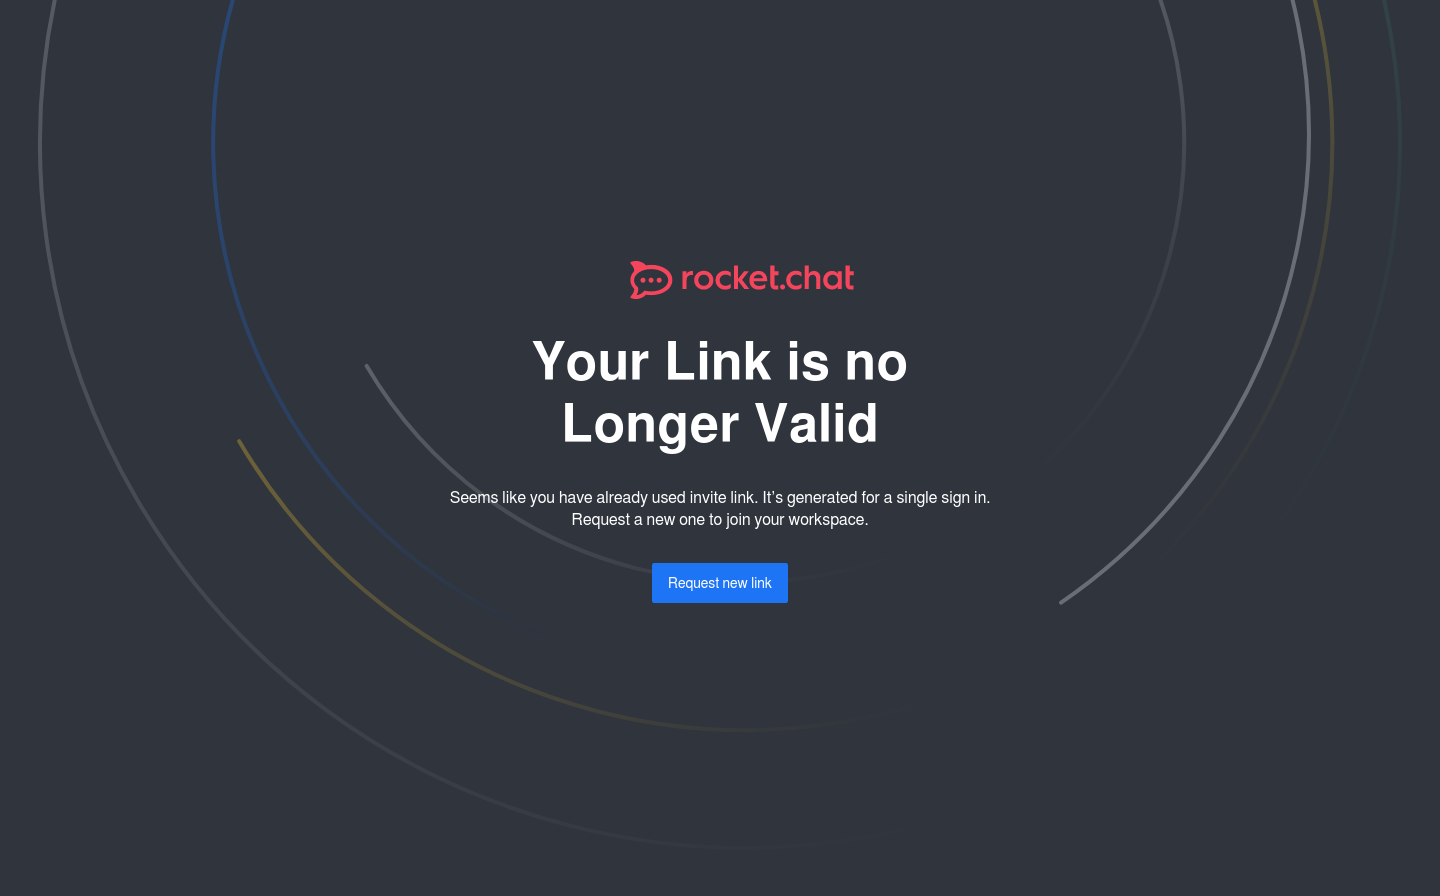 rocket.chat
Your Link is no
Longer Valid
Seems like you have already used invite link. It's generated for a single sign in.
Request a new one to join your workspace.
Request new link